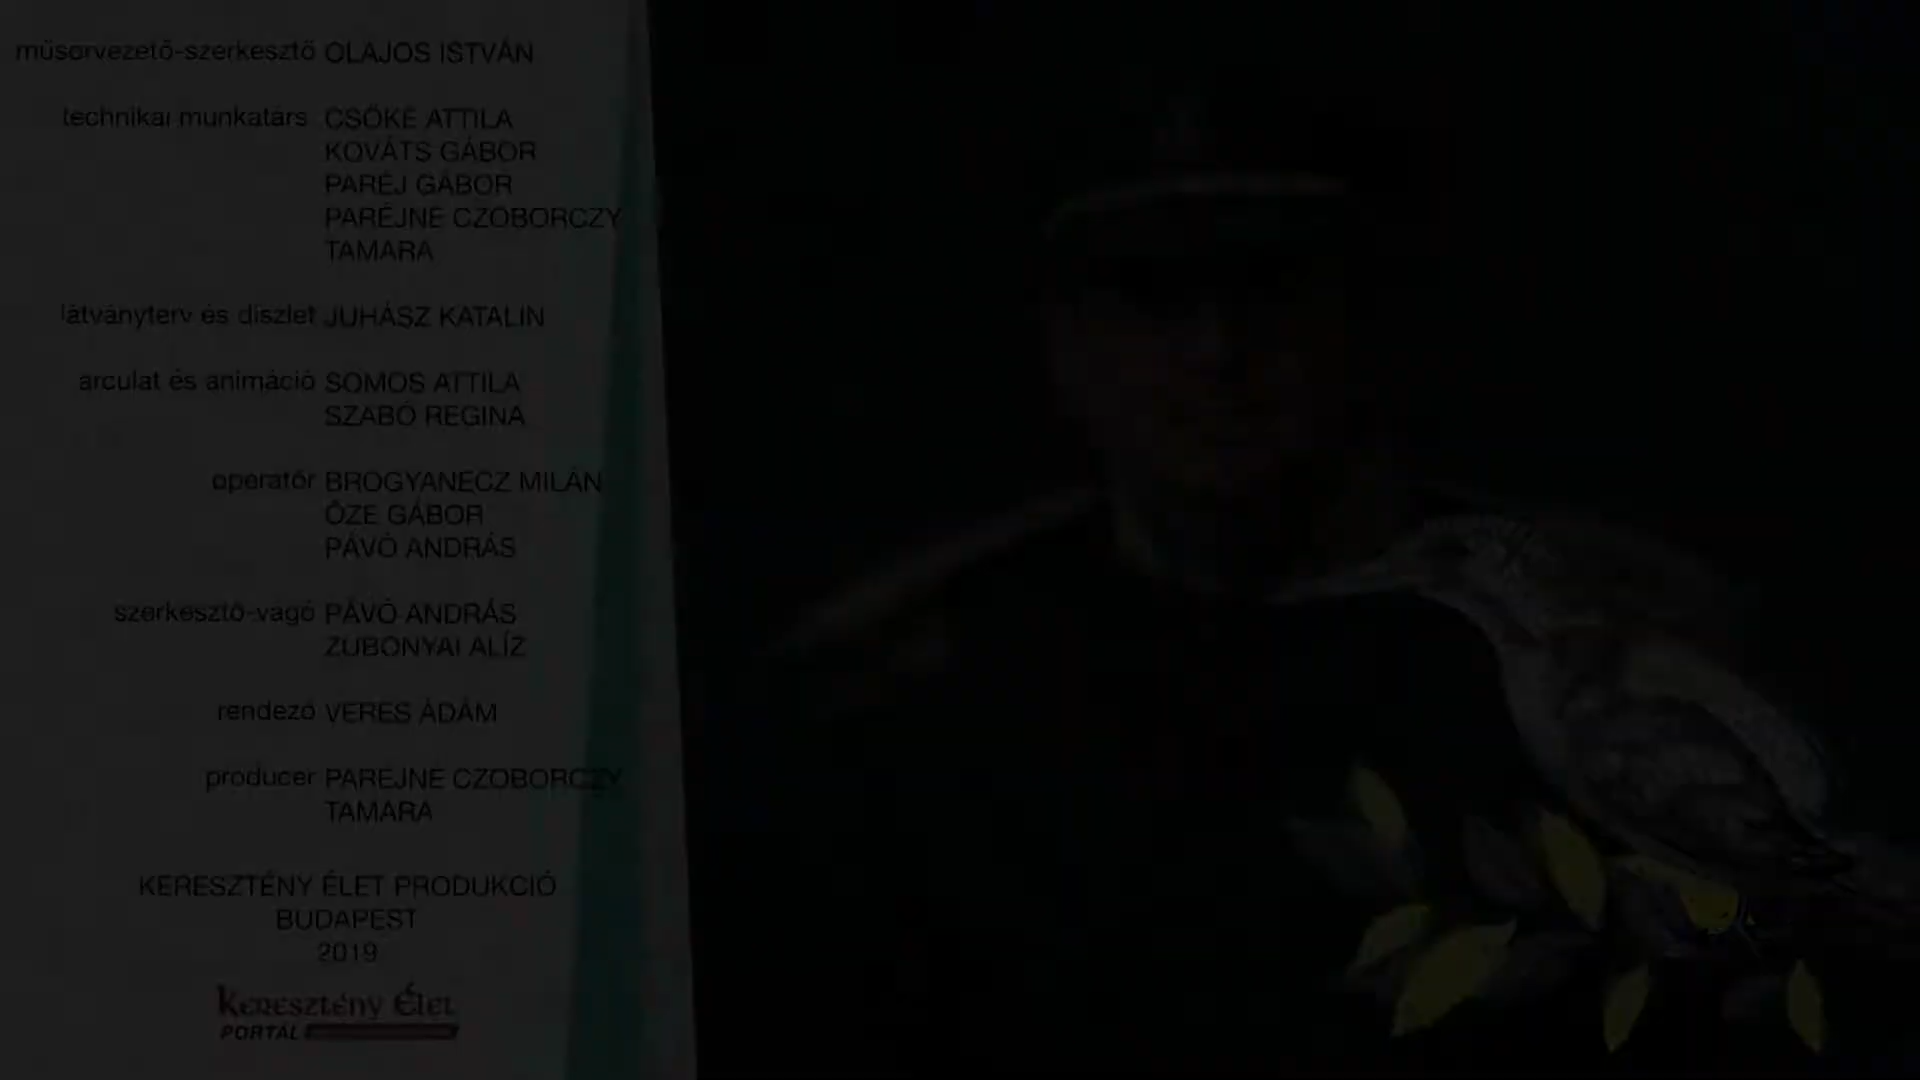 műsorvezető-szerkesztő OLAJOS ISTVÁN
technikai munkatárs CSŐKE ATTILA
KOVÁTS GÁBOR
PARÉJ GÁBOR
PARÉJNÉ CZOBORCZY
TAMARA
látványterv és díszlet JUHÁSZ KATALIN
arculat és animáció SOMOS ATTILA
SZABÓ REGINA
operatőr BROGYANECZ MILÁN
ŐZE GÁBOR
PÁVÓ ANDRÁS
szerkesztő-vágó PÁVÓ ANDRÁS
ZUBONYAI ALÍZ
rendező VERES ÁDÁM
producer PARÉJNÉ CZOBORCZY
TAMARA
KERESZTÉNY ÉLET PRODUKCIÓ
BUDAPEST
2019
Keresztény Élet
PORTÁL